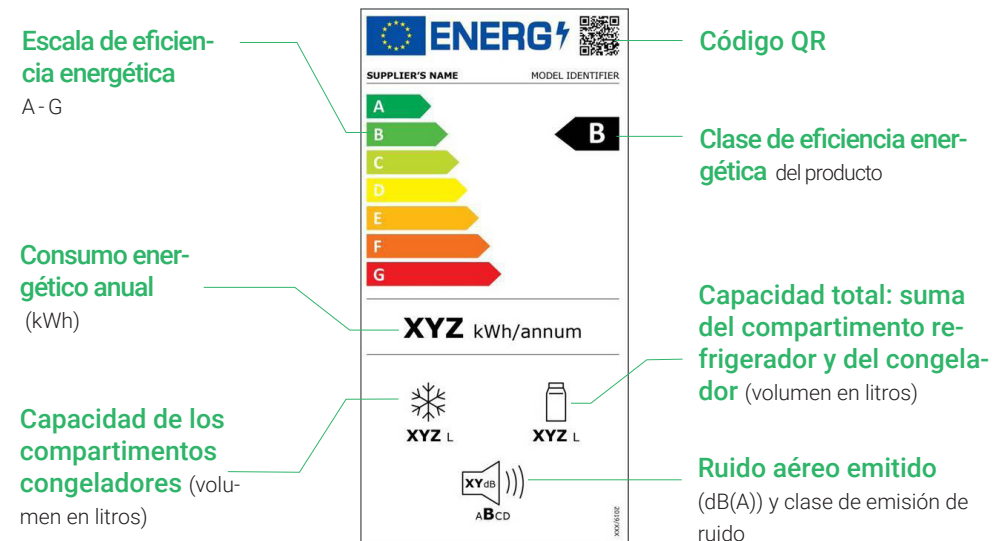 Escala de eficien-
cia energética
A - G
Consumo ener-
gético anual
(kWh)
Capacidad de los
compartimentos
congeladores (volu-
men en litros)
ENERG
SUPPLIER'S NAME MODEL IDENTIFIER
A
B
C
D
E
F
G
B
XYZ kWh/annum
XYZ L
XYZ L
XY dB
ABCD
2019/XXX
Código QR
Clase de eficiencia ener-
gética del producto
Capacidad total: suma
del compartimento re-
frigerador y del congela-
dor (volumen en litros)
Ruido aéreo emitido
(dB(A)) y clase de emisión de
ruido